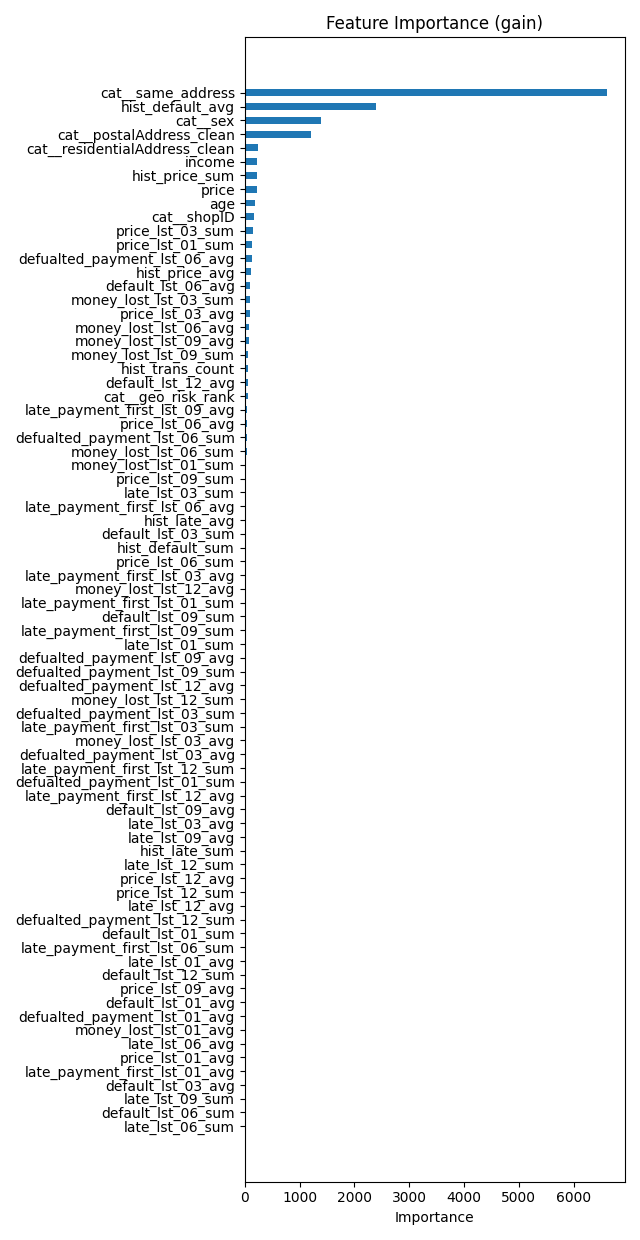 Feature Importance (gain)
cat__same_address
hist_default_avg
cat__sex
cat__postalAddress_clean
cat__residentialAddress_clean
income
hist_price_sum
price
age
cat__shopID
price_lst_03_sum
price_lst_01_sum
defualted_payment_lst_06_avg
hist_price_avg
default_lst_06_avg
money_lost_lst_03_sum
price_lst_03_avg
money_lost_lst_06_avg
money_lost_lst_09_avg
money_lost_lst_09_sum
hist_trans_count
default_lst_12_avg
cat__geo_risk_rank
late_payment_first_lst_09_avg
price_lst_06_avg
defualted_payment_lst_06_sum
money_lost_lst_06_sum
money_lost_lst_01_sum
price_lst_09_sum
late_lst_03_sum
late_payment_first_lst_06_avg
hist_late_avg
default_lst_03_sum
hist_default_sum
price_lst_06_sum
late_payment_first_lst_03_avg
money_lost_lst_12_avg
late_payment_first_lst_01_sum
default_lst_09_sum
late_payment_first_lst_09_sum
late_lst_01_sum
defualted_payment_lst_09_avg
defualted_payment_lst_09_sum
defualted_payment_lst_12_avg
money_lost_lst_12_sum
defualted_payment_lst_03_sum
late_payment_first_lst_03_sum
money_lost_lst_03_avg
defualted_payment_lst_03_avg
late_payment_first_lst_12_sum
defualted_payment_lst_01_sum
late_payment_first_lst_12_avg
default_lst_09_avg
late_lst_03_avg
late_lst_09_avg
hist_late_sum
late_lst_12_sum
price_lst_12_avg
price_lst_12_sum
late_lst_12_avg
defualted_payment_lst_12_sum
default_lst_01_sum
late_payment_first_lst_06_sum
late_lst_01_avg
default_lst_12_sum
price_lst_09_avg
default_lst_01_avg
defualted_payment_lst_01_avg
money_lost_lst_01_avg
late_lst_06_avg
price_lst_01_avg
late_payment_first_lst_01_avg
default_lst_03_avg
late_lst_09_sum
default_lst_06_sum
late_lst_06_sum
0 1000 2000 3000 4000 5000 6000
Importance